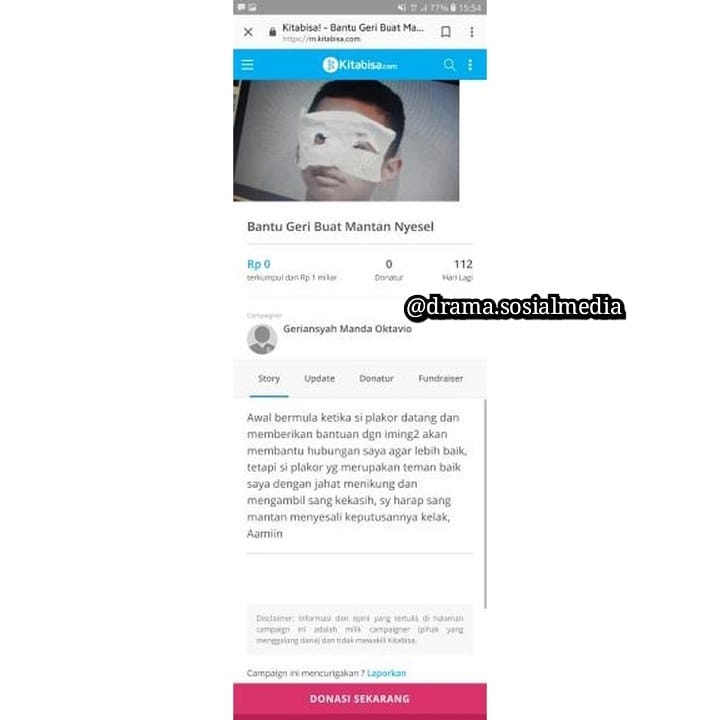 77% 15:54
Kitabisa! - Bantu Geri Buat Ma...
https://m.kitabisa.com
Kitabisa.com
Bantu Geri Buat Mantan Nyesel
Rp 0 0 112
terkumpul dari Rp 1 miliar Donatur Hari Lagi
@drama.sosialmedia
Campaigner
Geriansyah Manda Oktavio
Story Update Donatur Fundraiser
Awal bermula ketika si plakor datang dan
memberikan bantuan dgn iming2 akan
membantu hubungan saya agar lebih baik,
tetapi si plakor yg merupakan teman baik
saya dengan jahat menikung dan
mengambil sang kekasih, sy harap sang
mantan menyesali keputusannya kelak,
Aamiin
Disclaimer: Informasi dan opini yang tertulis di halaman
campaign ini adalah milik campaigner (pihak yang
menggalang dana) dan tidak mewakili Kitabisa.
Campaign ini mencurigakan ? Laporkan
DONASI SEKARANG